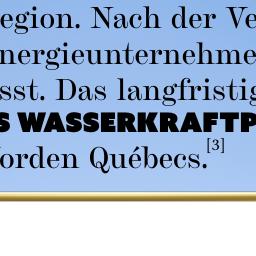 egion. Nach der Ve
nergieunternehme
sst. Das langfristig
S WASSERKRAFTP
orden Québecs.[3]